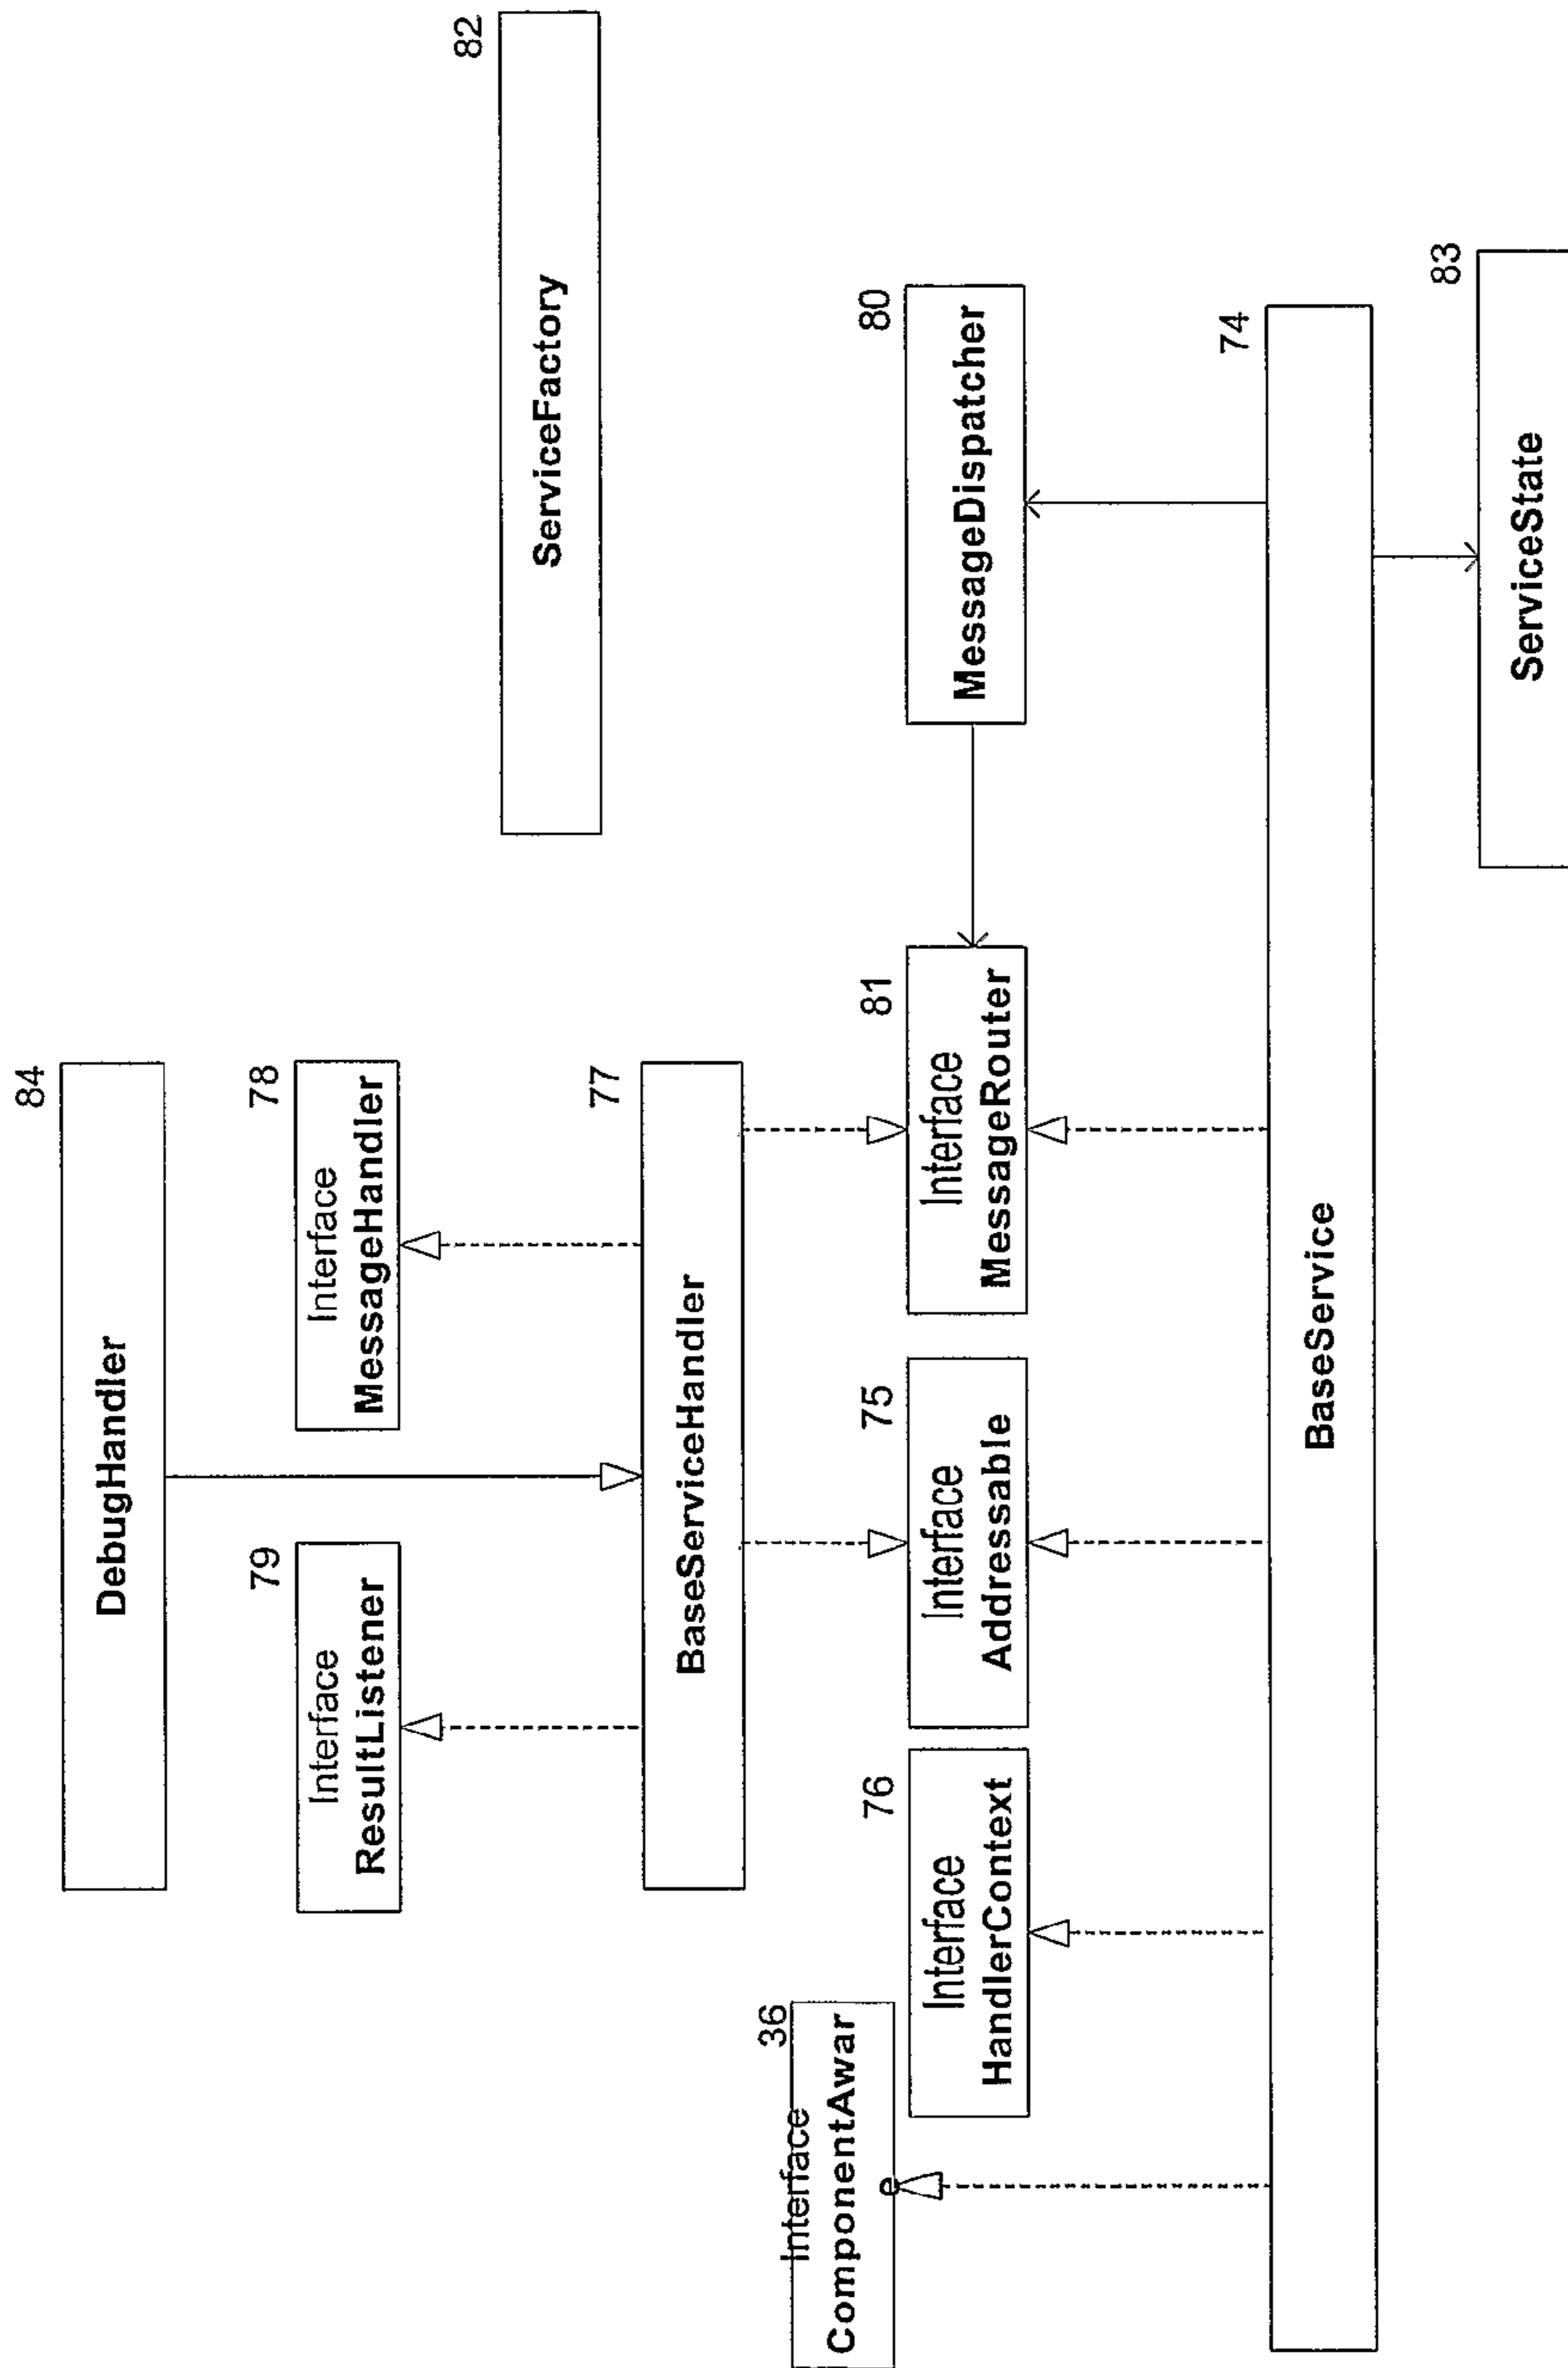 84
DebugHandler
79
Interface
ResultListener
78
Interface
MessageHandler
82
ServiceFactory
77
BaseServiceHandler
36
Interface
ComponentAwar
e
76
Interface
HandlerContext
75
Interface
Addressable
81
Interface
MessageRouter
80
MessageDispatcher
74
BaseService
83
ServiceState